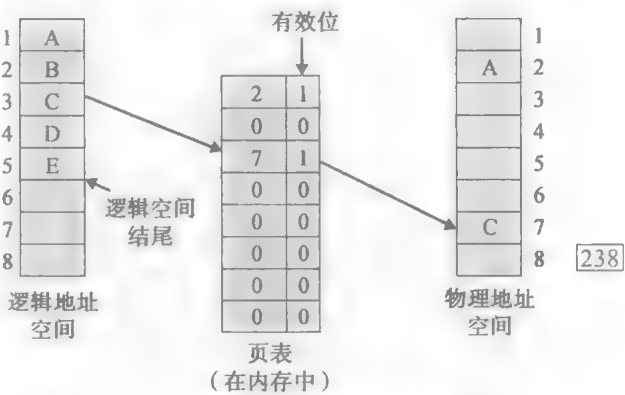 有效位
1 A
2 B
3 C
4 D
5 E
6
7
8
逻辑空间
结尾
逻辑地址
空间
2 1
0 0
7 1
0 0
0 0
0 0
0 0
0 0
页表
(在内存中)
1
A 2
3
4
5
6
C 7
8
238
物理地址
空间